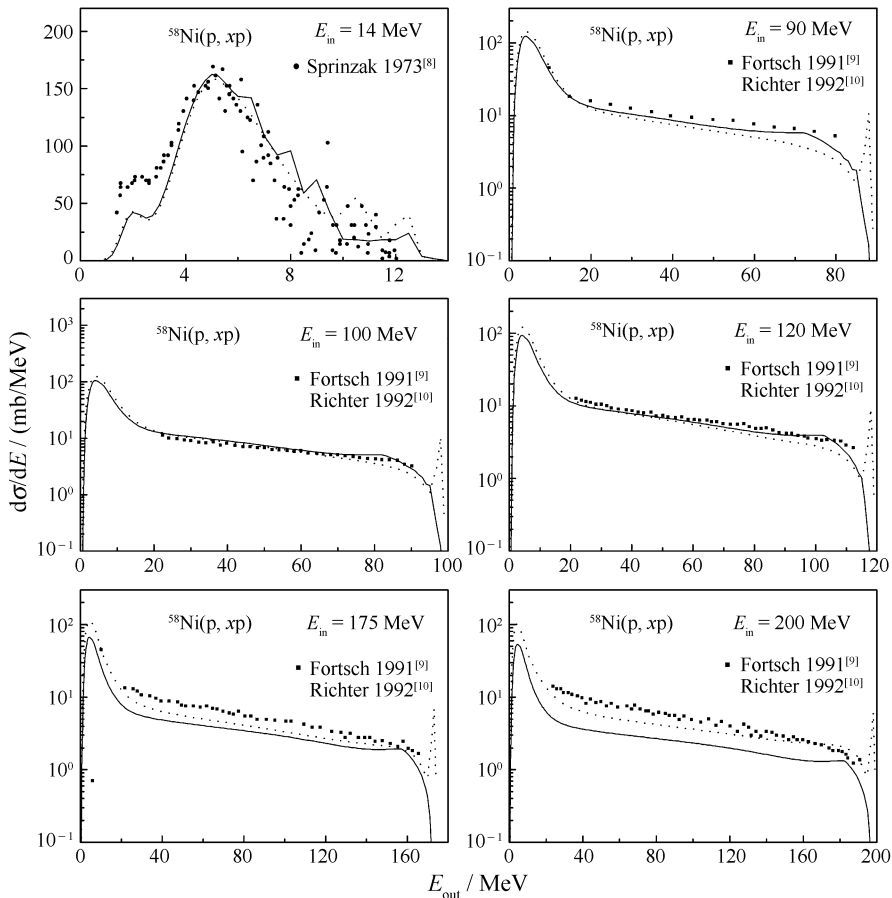 ⁵⁸Ni(p, xp) E_in = 14 MeV
Sprinzak 1973[8]
200
150
100
50
0
4 8 12
⁵⁸Ni(p, xp) E_in = 90 MeV
Fortsch 1991[9]
Richter 1992[10]
10²
10¹
10⁰
10⁻¹
0 20 40 60 80
dσ/dE / (mb/MeV)
⁵⁸Ni(p, xp) E_in = 100 MeV
Fortsch 1991[9]
Richter 1992[10]
10³
10²
10¹
10⁰
10⁻¹
0 20 40 60 80 100
⁵⁸Ni(p, xp) E_in = 120 MeV
Fortsch 1991[9]
Richter 1992[10]
10²
10¹
10⁰
10⁻¹
0 20 40 60 80 100 120
⁵⁸Ni(p, xp) E_in = 175 MeV
Fortsch 1991[9]
Richter 1992[10]
10²
10¹
10⁰
10⁻¹
0 40 80 120 160
⁵⁸Ni(p, xp) E_in = 200 MeV
Fortsch 1991[9]
Richter 1992[10]
10²
10¹
10⁰
10⁻¹
0 40 80 120 160 200
E_out / MeV